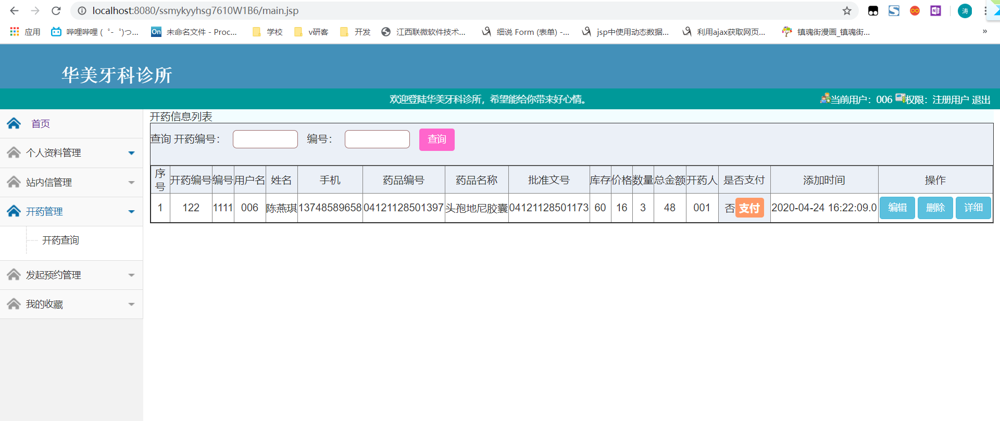 localhost:8080/ssmykyyhsg7610W1B6/main.jsp
涛
应用 哔哩哔哩 ( ゜- ゜)つ... On 未命名文件 - Proc... 学校 v研客 开发 江西联微软件技术... 细说 Form (表单) -... jsp中使用动态数据... 利用ajax获取网页... 镇魂街漫画_镇魂街... »
华美牙科诊所
欢迎登陆华美牙科诊所，希望能给你带来好心情。 当前用户：006 权限：注册用户 退出
首页
个人资料管理
站内信管理
开药管理
开药查询
发起预约管理
我的收藏
开药信息列表
查询 开药编号： 编号： 查询
序号 开药编号 编号 用户名 姓名 手机 药品编号 药品名称 批准文号 库存 价格 数量 总金额 开药人 是否支付 添加时间 操作
1 122 1111 006 陈燕琪 13748589658 04121128501397 头孢地尼胶囊 04121128501173 60 16 3 48 001 否 支付 2020-04-24 16:22:09.0 编辑 删除 详细